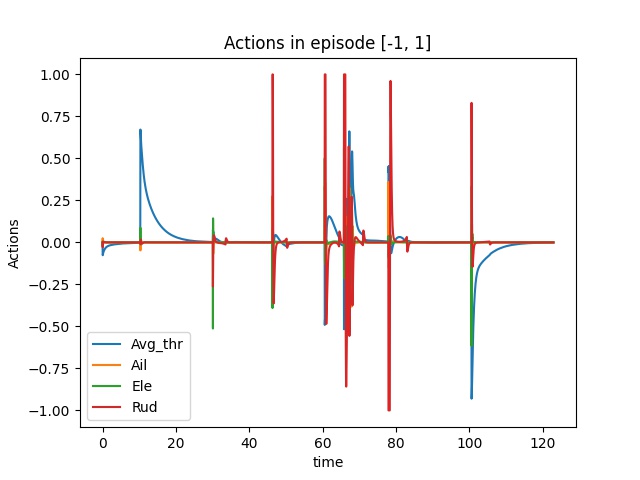 Actions in episode [-1, 1]
1.00
0.75
0.50
0.25
0.00
−0.25
−0.50
−0.75
−1.00
Actions
Avg_thr
Ail
Ele
Rud
0 20 40 60 80 100 120
time